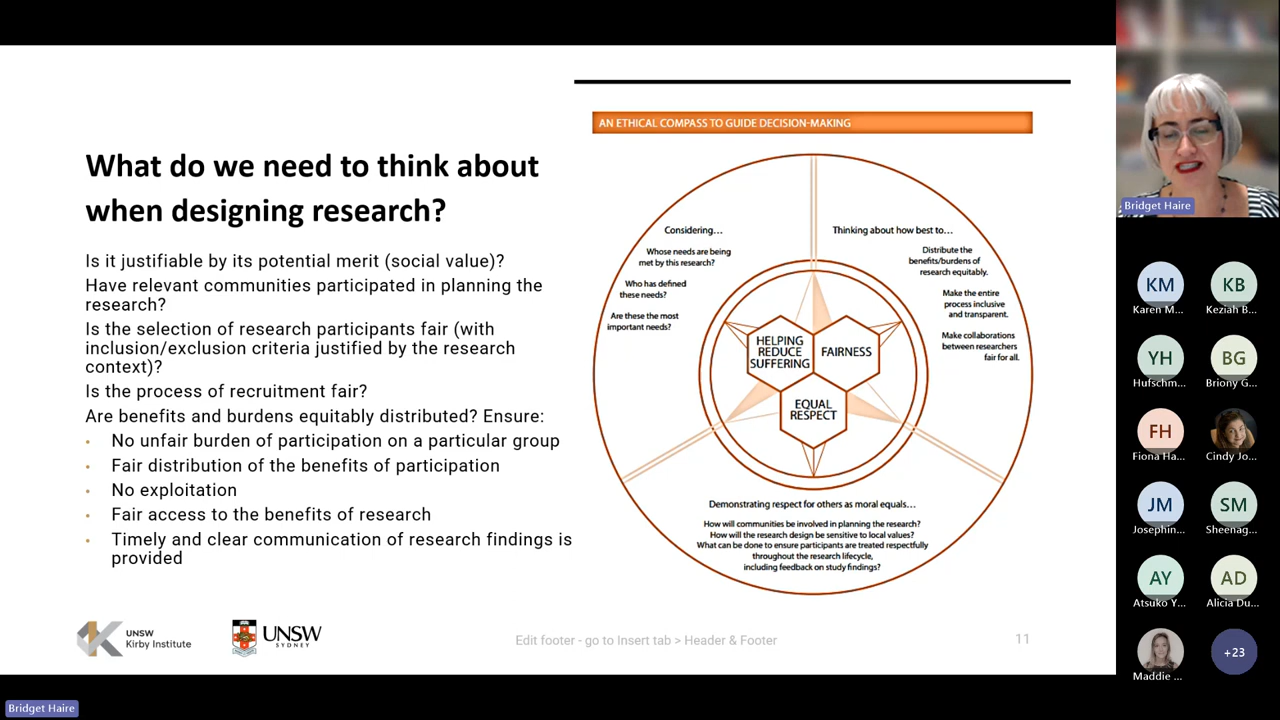 What do we need to think about
when designing research?
Is it justifiable by its potential merit (social value)?
Have relevant communities participated in planning the
research?
Is the selection of research participants fair (with
inclusion/exclusion criteria justified by the research
context)?
Is the process of recruitment fair?
Are benefits and burdens equitably distributed? Ensure:
• No unfair burden of participation on a particular group
• Fair distribution of the benefits of participation
• No exploitation
• Fair access to the benefits of research
• Timely and clear communication of research findings is
provided
AN ETHICAL COMPASS TO GUIDE DECISION-MAKING
Considering...
Whose needs are being
met by this research?
Who has defined
these needs?
Are these the most
important needs?
Thinking about how best to...
Distribute the
benefits/burdens of
research equitably.
Make the entire
process inclusive
and transparent.
Make collaborations
between researchers
fair for all.
HELPING
REDUCE
SUFFERING
FAIRNESS
EQUAL
RESPECT
Demonstrating respect for others as moral equals...
How will communities be involved in planning the research?
How will the research design be sensitive to local values?
What can be done to ensure participants are treated respectfully
throughout the research lifecycle,
including feedback on study findings?
UNSW
Kirby Institute
UNSW
SYDNEY
Edit footer - go to Insert tab > Header & Footer
11
Bridget Haire
KM
Karen M...
KB
Keziah B...
YH
Hufschm...
BG
Briony G...
FH
Fiona Ha...
Cindy Jo...
JM
Josephin...
SM
Sheenag...
AY
Atsuko Y...
AD
Alicia Du...
Maddie ...
+23
Bridget Haire